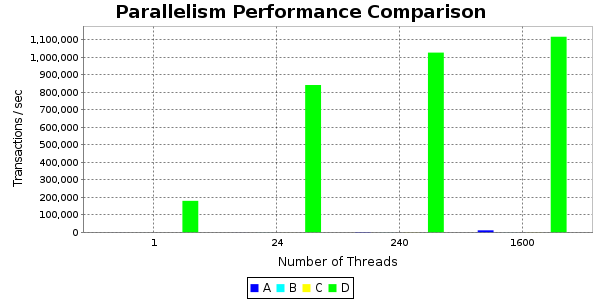 Parallelism Performance Comparison
Transactions / sec
1,100,000
1,000,000
900,000
800,000
700,000
600,000
500,000
400,000
300,000
200,000
100,000
0
1 24 240 1600
Number of Threads
A B C D